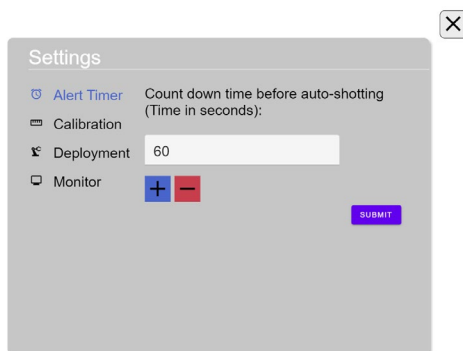 Settings
Alert Timer
Calibration
Deployment
Monitor
Count down time before auto-shotting
(Time in seconds):
60
SUBMIT